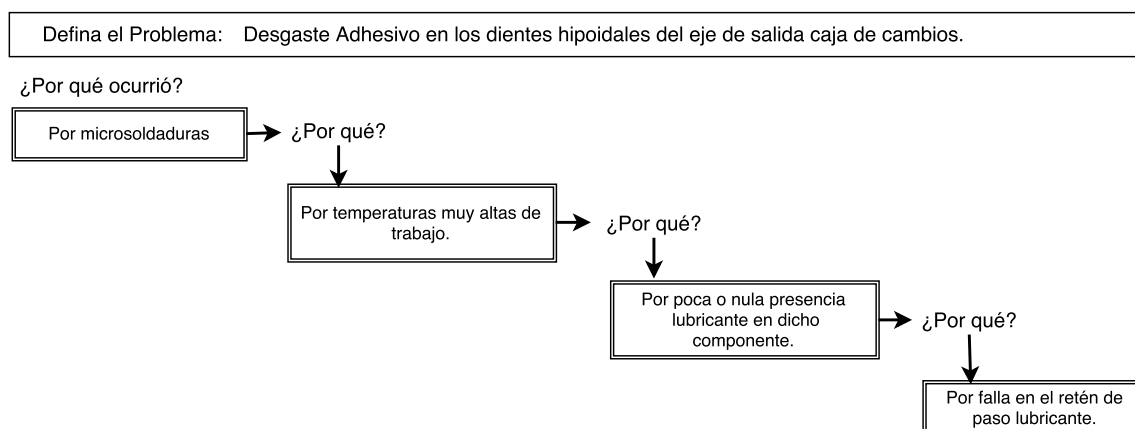 Defina el Problema: Desgaste Adhesivo en los dientes hipoidales del eje de salida caja de cambios.
¿Por qué ocurrió?
Por microsoldaduras
¿Por qué?
Por temperaturas muy altas de
trabajo.
¿Por qué?
Por poca o nula presencia
lubricante en dicho
componente.
¿Por qué?
Por falla en el retén de
paso lubricante.